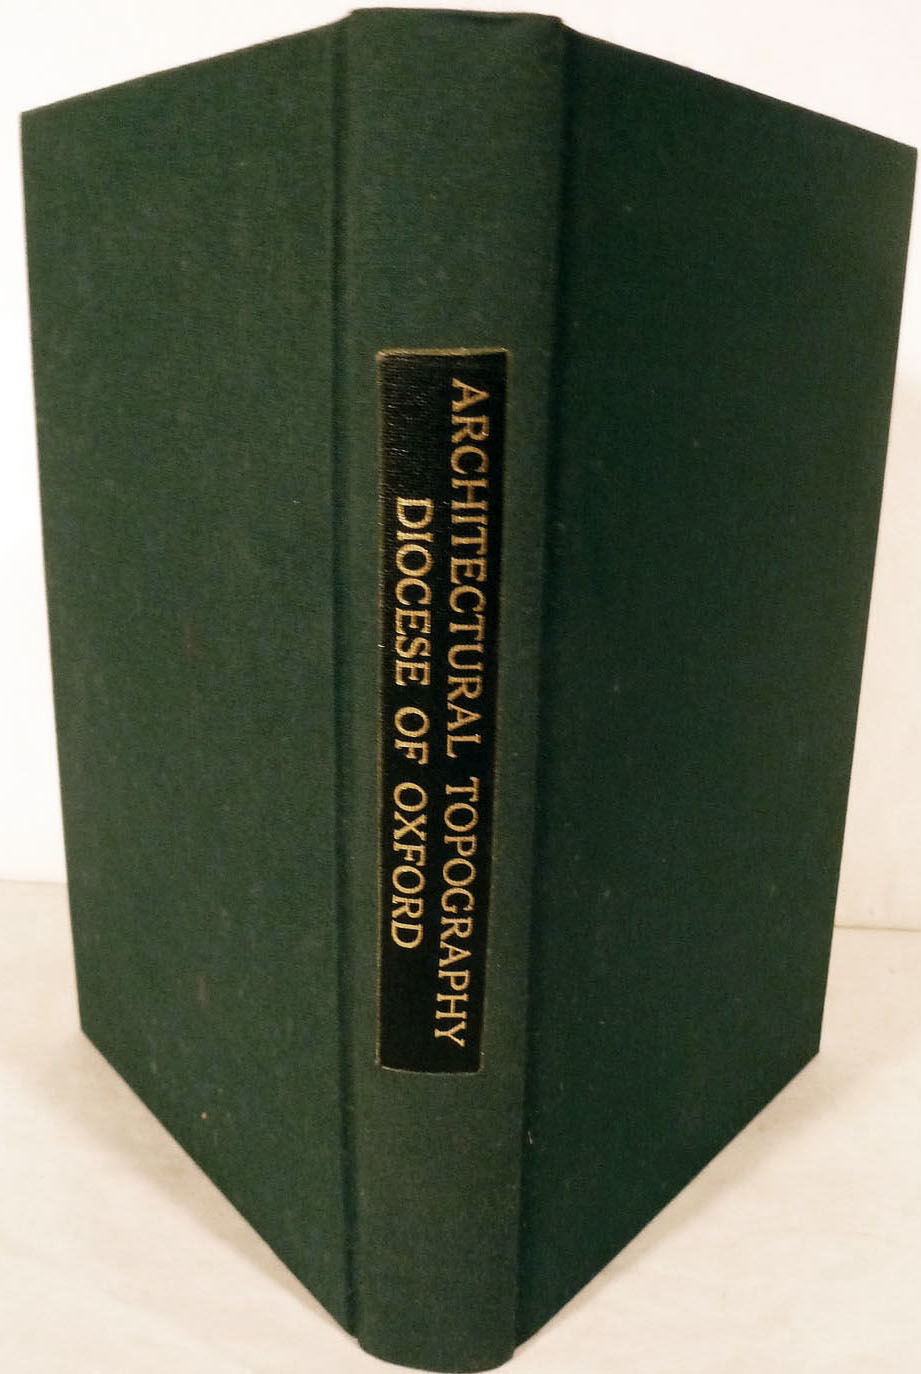 ARCHITECTURAL TOPOGRAPHY
DIOCESE OF OXFORD